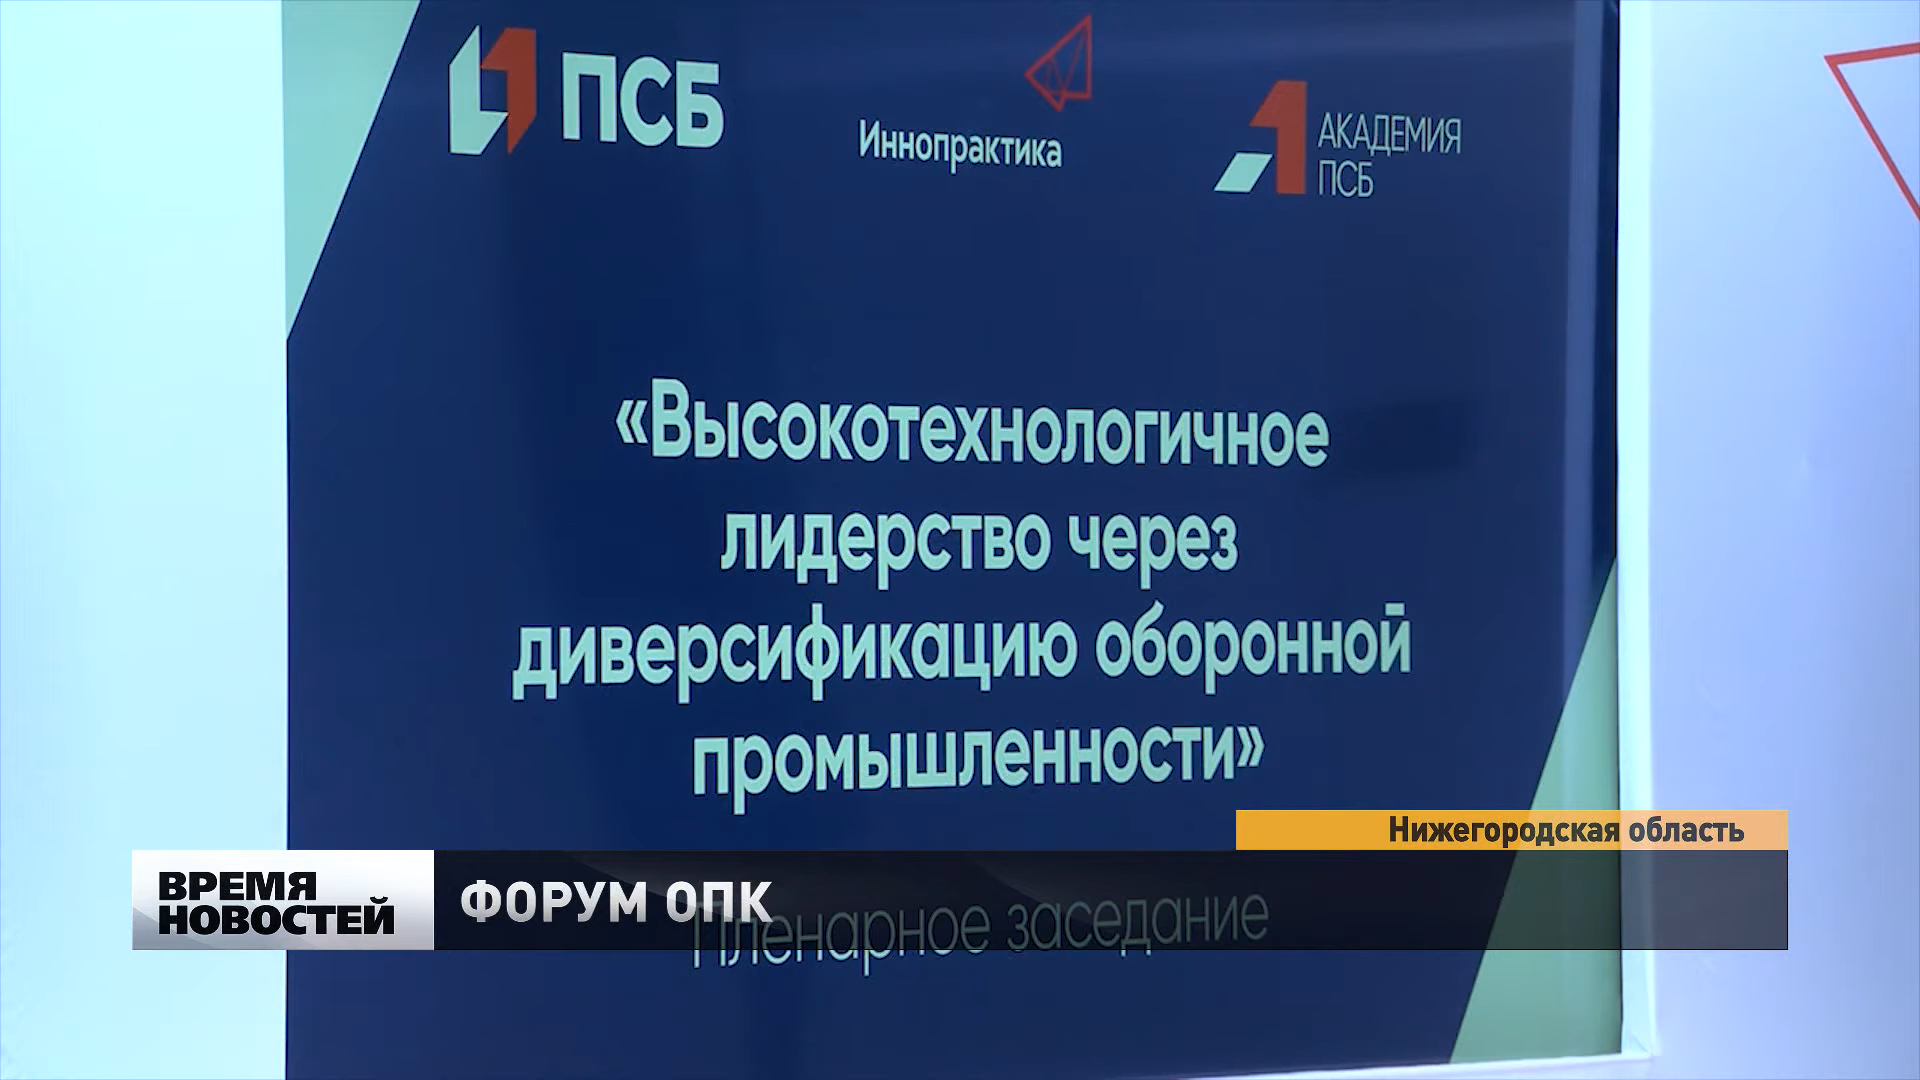 ПСБ
Иннопрактика
АКАДЕМИЯ
ПСБ
«Высокотехнологичное
лидерство через
диверсификацию оборонной
промышленности»
Нижегородская область
ВРЕМЯ
НОВОСТЕЙ
ФОРУМ ОПК
Пленарное заседание